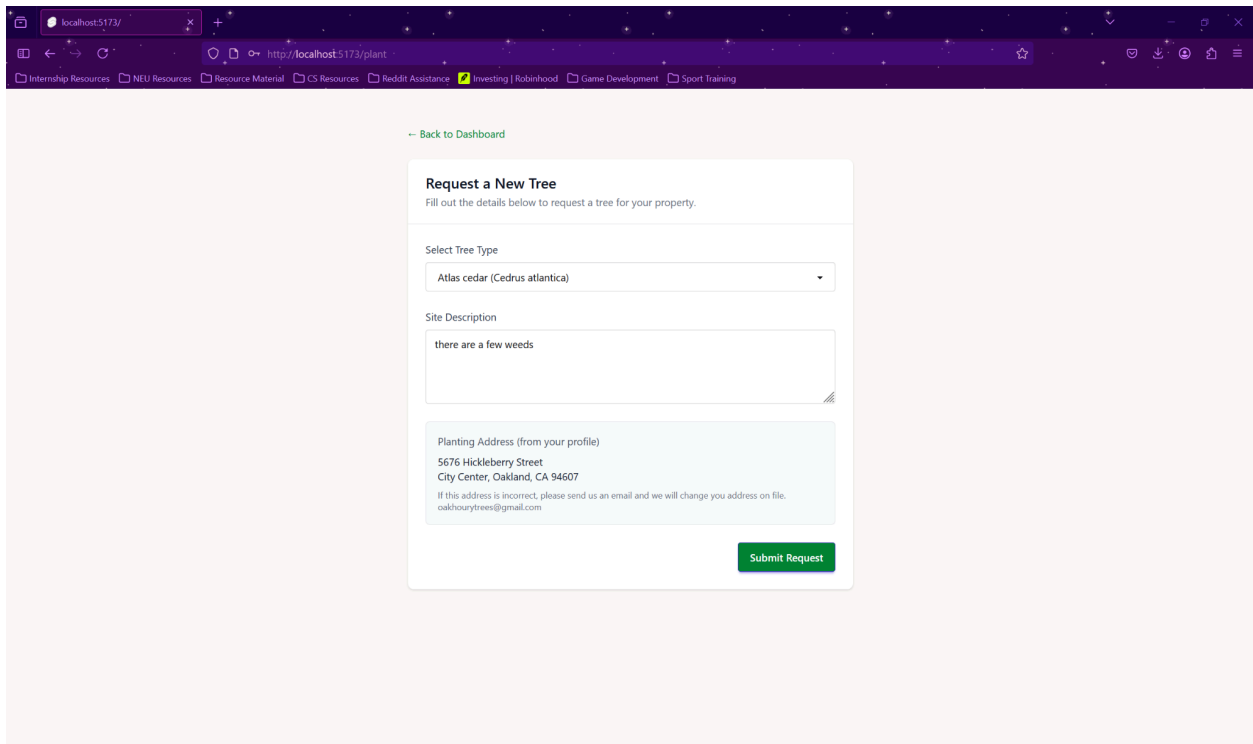 localhost:5173/
http://localhost:5173/plant
Internship Resources NEU Resources Resource Material CS Resources Reddit Assistance Investing | Robinhood Game Development Sport Training
← Back to Dashboard
Request a New Tree
Fill out the details below to request a tree for your property.
Select Tree Type
Atlas cedar (Cedrus atlantica)
Site Description
there are a few weeds
Planting Address (from your profile)
5676 Hickleberry Street
City Center, Oakland, CA 94607
If this address is incorrect, please send us an email and we will change you address on file.
oakhourytrees@gmail.com
Submit Request